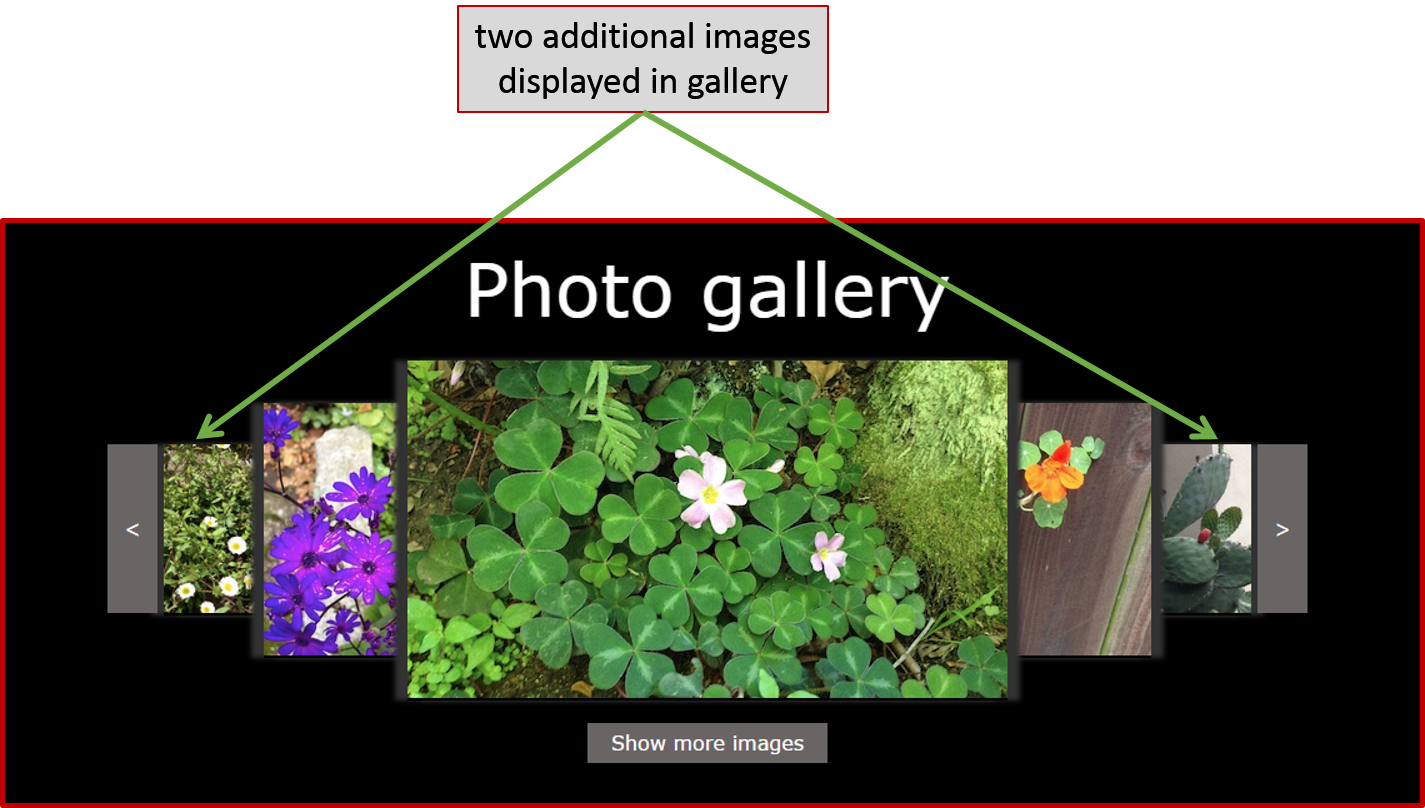 two additional images
displayed in gallery
Photo gallery
<
>
Show more images